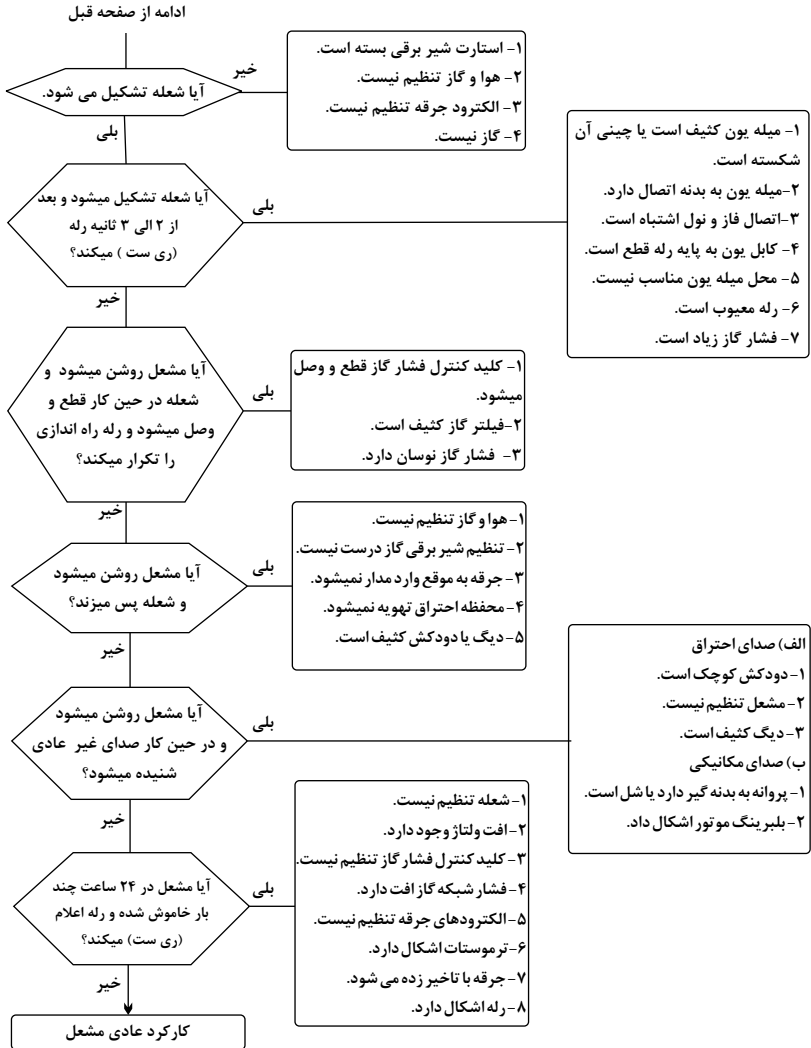 ادامه از صفحه قبل
آیا شعله تشکیل می شود.
خیر
۱- استارت شیر برقی بسته است.
۲- هوا و گاز تنظیم نیست.
۳- الکترود جرقه تنظیم نیست.
۴- گاز نیست.
بلی
آیا شعله تشکیل میشود و بعد
از ۲ الی ۳ ثانیه رله
(ری ست ) میکند؟
بلی
۱- میله یون کثیف است یا چینی آن
شکسته است.
۲-میله یون به بدنه اتصال دارد.
۳-اتصال فاز و نول اشتباه است.
۴- کابل یون به پایه رله قطع است.
۵- محل میله یون مناسب نیست.
۶- رله معیوب است.
۷- فشار گاز زیاد است.
خیر
آیا مشعل روشن میشود و
شعله در حین کار قطع و
وصل میشود و رله راه اندازی
را تکرار میکند؟
بلی
۱- کلید کنترل فشار گاز قطع و وصل
میشود.
۲-فیلتر گاز کثیف است.
۳- فشار گاز نوسان دارد.
خیر
آیا مشعل روشن میشود
و شعله پس میزند؟
بلی
۱-هوا و گاز تنظیم نیست.
۲- تنظیم شیر برقی گاز درست نیست.
۳- جرقه به موقع وارد مدار نمیشود.
۴- محفظه احتراق تهویه نمیشود.
۵-دیگ یا دودکش کثیف است.
خیر
آیا مشعل روشن میشود
و در حین کار صدای غیر عادی
شنیده میشود؟
بلی
الف) صدای احتراق
۱-دودکش کوچک است.
۲- مشعل تنظیم نیست.
۳-دیگ کثیف است.
ب) صدای مکانیکی
۱- پروانه به بدنه گیر دارد یا شل است.
۲- بلبرینگ موتور اشکال داد.
خیر
آیا مشعل در ۲۴ ساعت چند
بار خاموش شده و رله اعلام
(ری ست) میکند؟
بلی
۱-شعله تنظیم نیست.
۲-افت ولتاژ وجود دارد.
۳- کلید کنترل فشار گاز تنظیم نیست.
۴-فشار شبکه گاز افت دارد.
۵-الکترودهای جرقه تنظیم نیست.
۶-ترموستات اشکال دارد.
۷- جرقه با تاخیر زده می شود.
۸-رله اشکال دارد.
خیر
کارکرد عادی مشعل